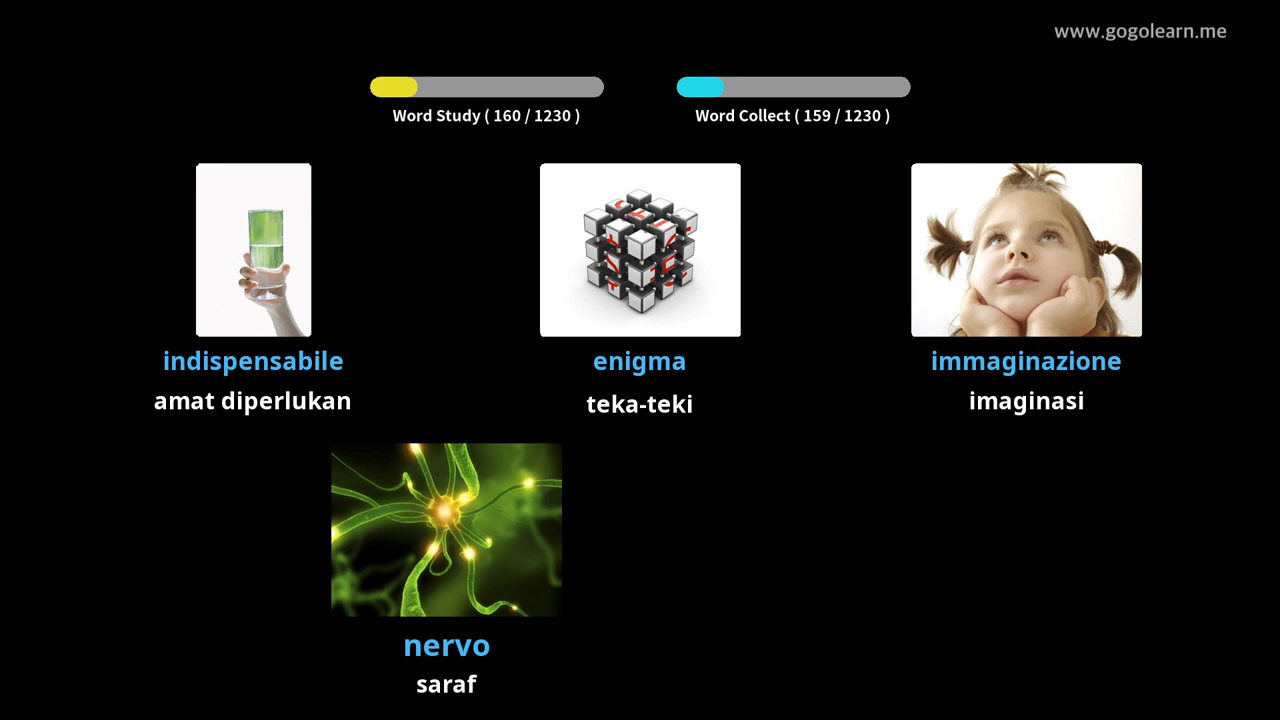 www.gogolearn.me
Word Study ( 160 / 1230 )
Word Collect ( 159 / 1230 )
indispensabile
enigma
immaginazione
amat diperlukan
teka-teki
imaginasi
nervo
saraf